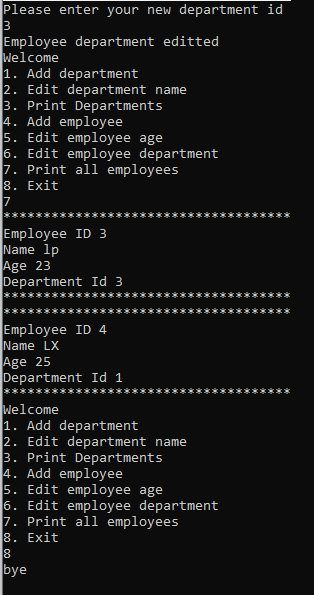 Please enter your new department id
3
Employee department editted
Welcome
1. Add department
2. Edit department name
3. Print Departments
4. Add employee
5. Edit employee age
6. Edit employee department
7. Print all employees
8. Exit
7
************************************
Employee ID 3
Name lp
Age 23
Department Id 3
************************************
************************************
Employee ID 4
Name LX
Age 25
Department Id 1
************************************
Welcome
1. Add department
2. Edit department name
3. Print Departments
4. Add employee
5. Edit employee age
6. Edit employee department
7. Print all employees
8. Exit
8
bye